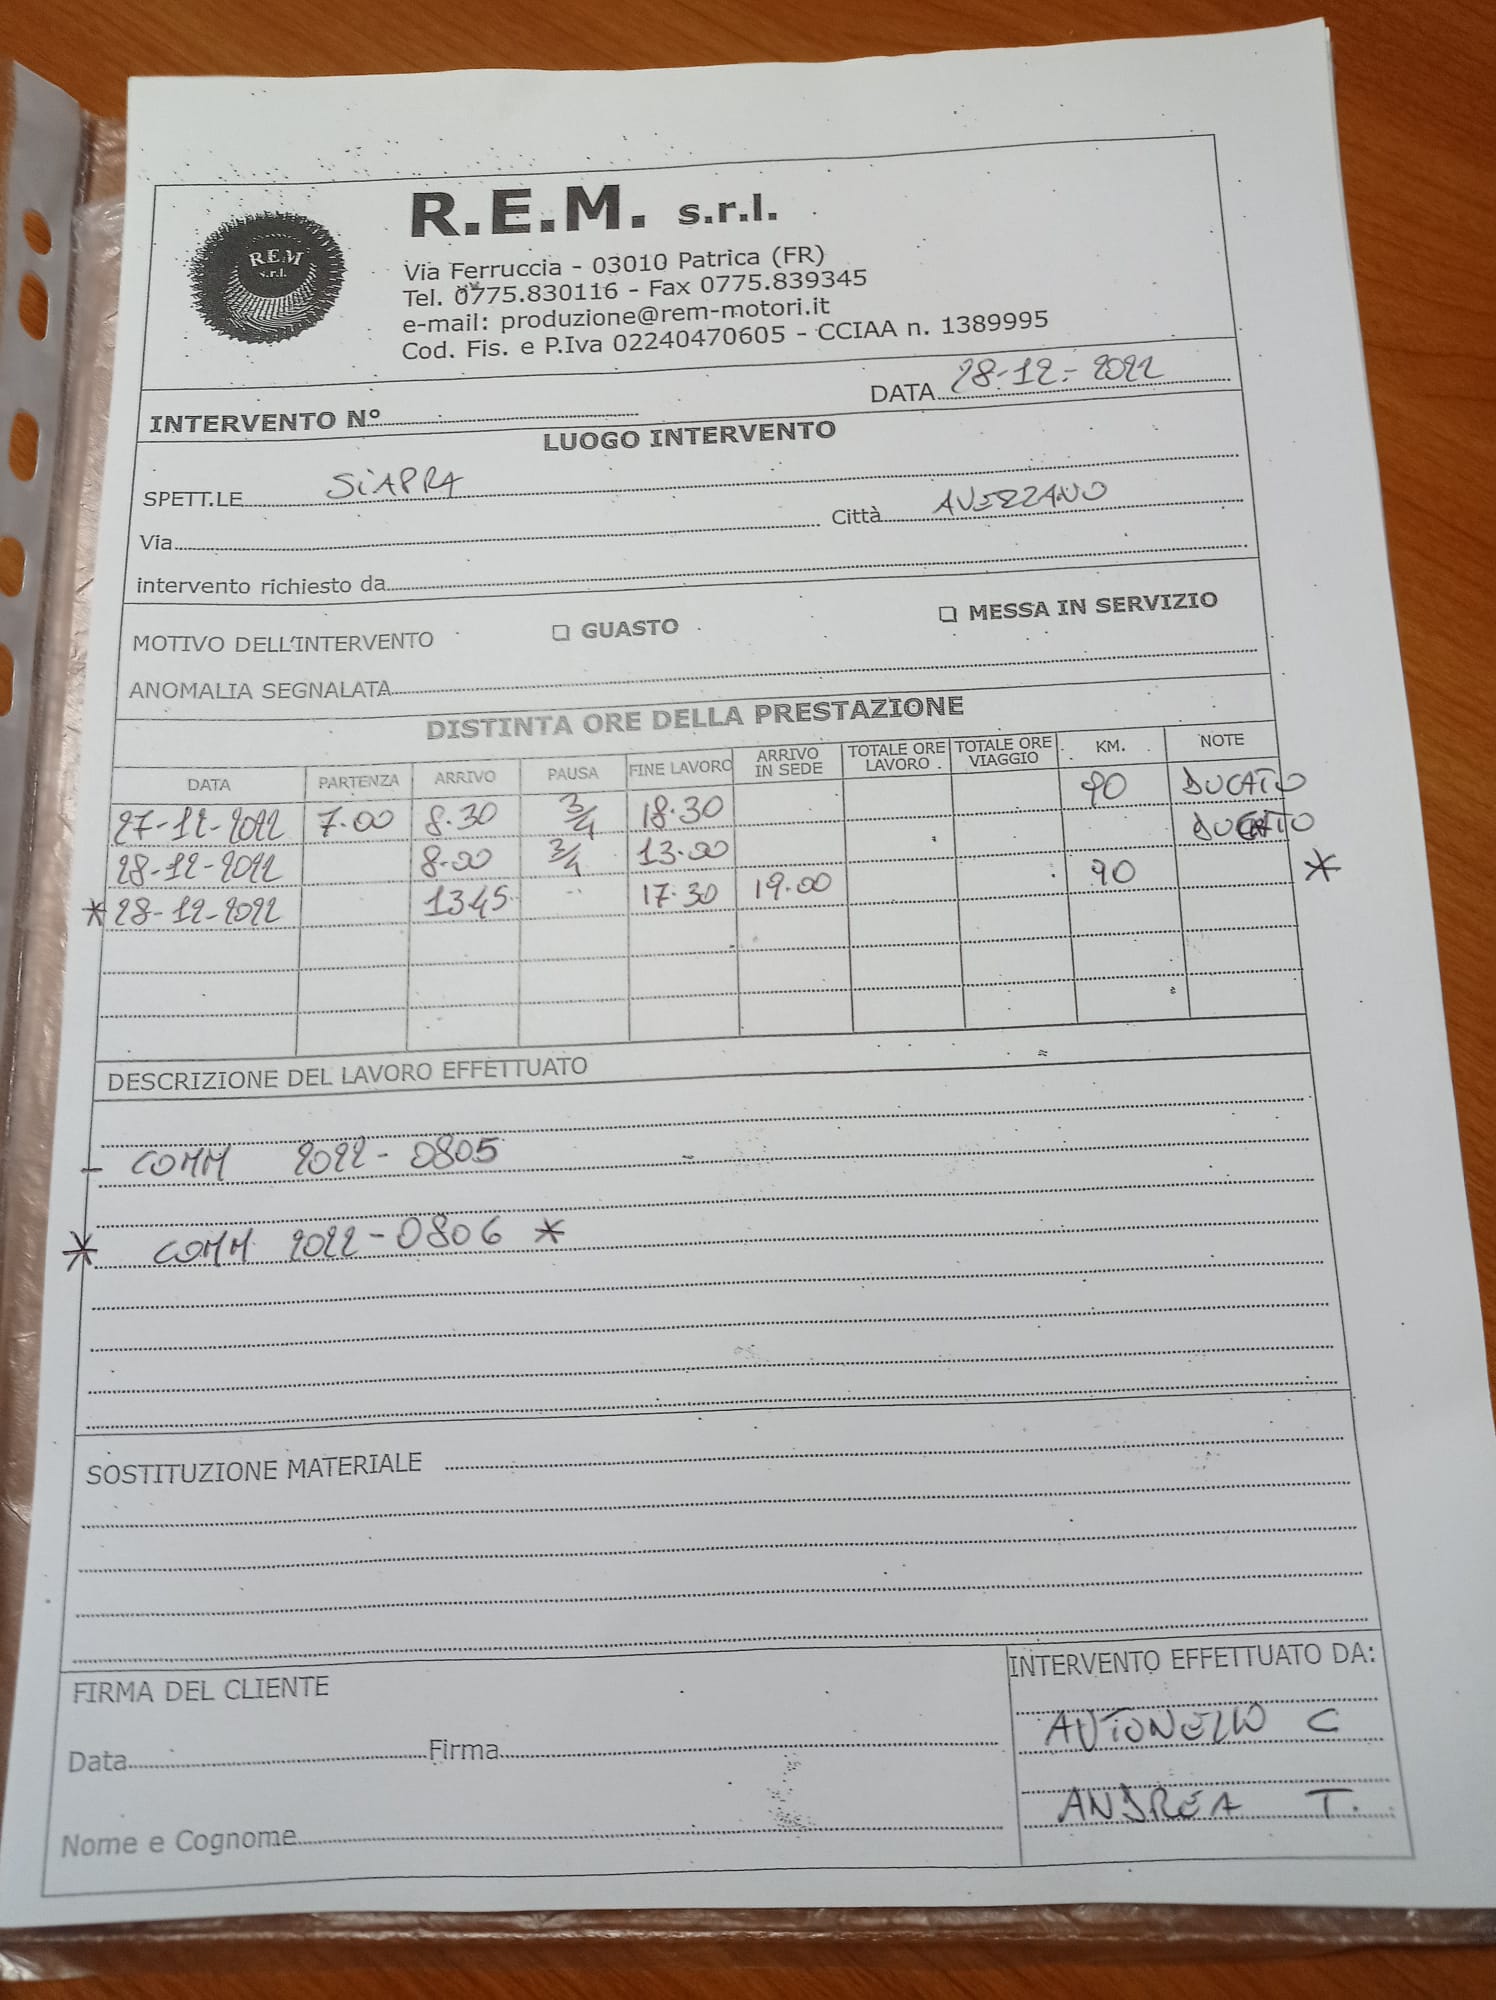 R.E.M. s.r.l.
REM
s.r.l.
Via Ferruccia - 03010 Patrica (FR)
Tel. 0775.830116 - Fax 0775.839345
e-mail: produzione@rem-motori.it
Cod. Fis. e P.Iva 02240470605 - CCIAA n. 1389995
INTERVENTO N° DATA 28-12-2022
LUOGO INTERVENTO
SPETT.LE SiAPRA
Via Città AVEZZANO
intervento richiesto da
MOTIVO DELL'INTERVENTO ☐ GUASTO ☐ MESSA IN SERVIZIO
ANOMALIA SEGNALATA
DISTINTA ORE DELLA PRESTAZIONE
DATA PARTENZA ARRIVO PAUSA FINE LAVORO ARRIVO IN SEDE TOTALE ORE LAVORO TOTALE ORE VIAGGIO KM. NOTE
27-12-2022 7.00 8.30 3/4 18.30 90 DUCATO
28-12-2022 8.00 3/4 13.00 DUCATO
* 28-12-2022 1345 17.30 19.00 90 *
DESCRIZIONE DEL LAVORO EFFETTUATO
- COMM 2022-0805
* COMM. 2022-0806 *
SOSTITUZIONE MATERIALE
FIRMA DEL CLIENTE INTERVENTO EFFETTUATO DA:
Data Firma ANTONELLO C
Nome e Cognome ANDREA T.